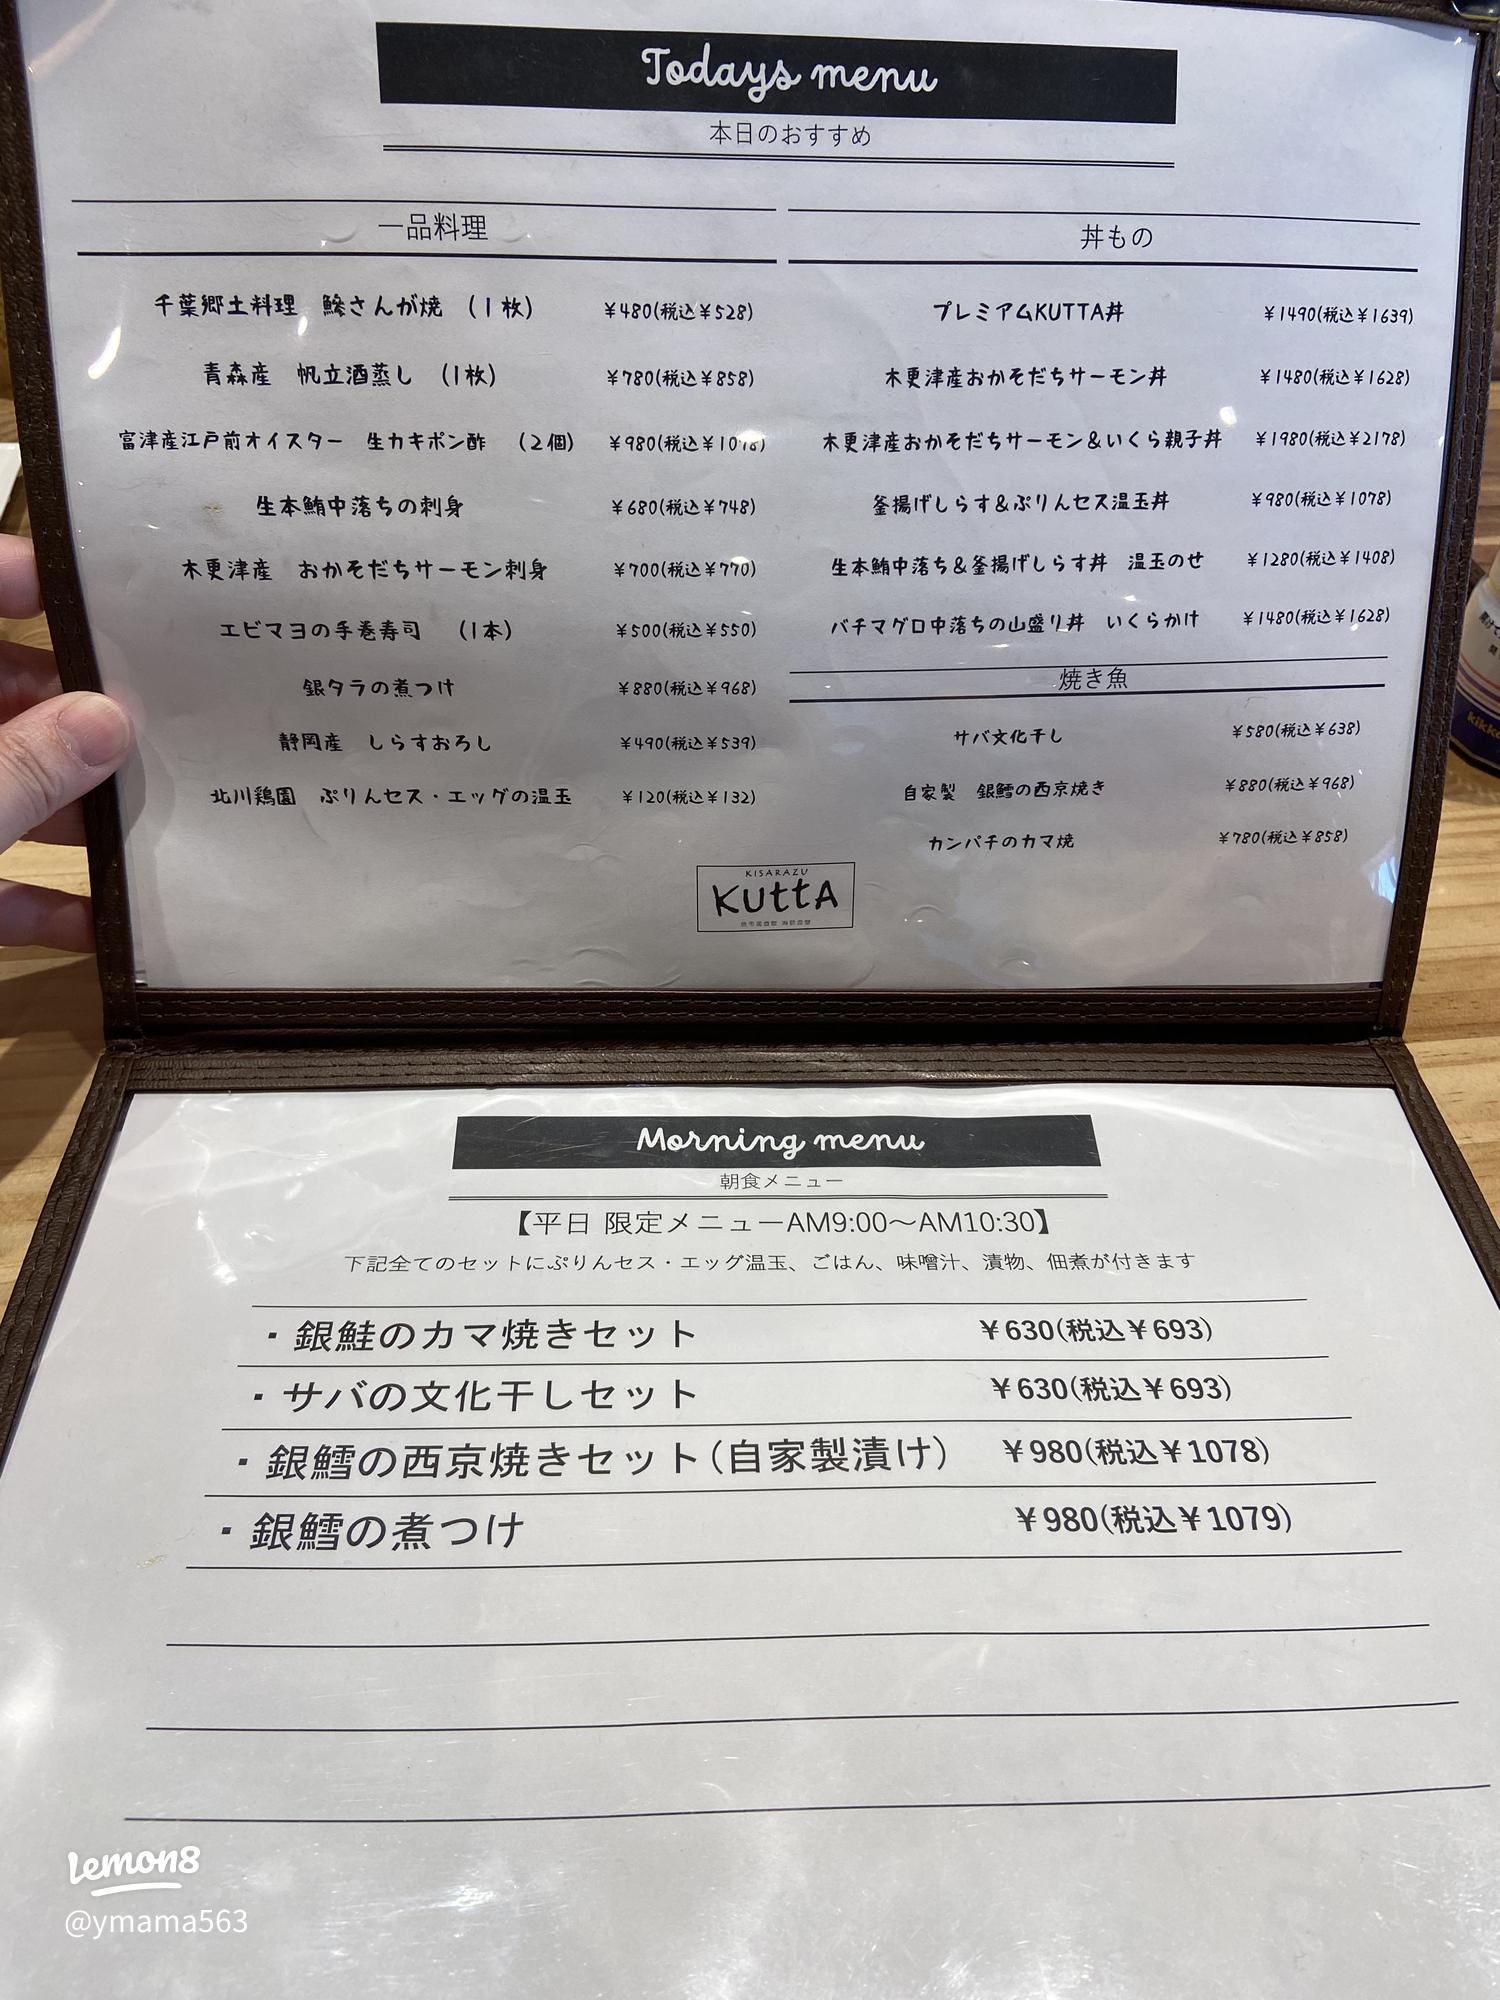 Todays menu
本日のおすすめ
一品料理
千葉郷土料理　鯵さんが焼　(1枚)　¥480(税込¥528)
青森産　帆立酒蒸し　(1枚)　¥780(税込¥858)
富津産江戸前オイスター　生カキポン酢　(2個)　¥980(税込¥1078)
生本鮪中落ちの刺身　¥680(税込¥748)
木更津産　おかそだちサーモン刺身　¥700(税込¥770)
エビマヨの手巻寿司　(1本)　¥500(税込¥550)
銀タラの煮つけ　¥880(税込¥968)
静岡産　しらすおろし　¥490(税込¥539)
北川鶏園　ぷりんセス・エッグの温玉　¥120(税込¥132)
丼もの
プレミアムKUTTA丼　¥1490(税込¥1639)
木更津産おかそだちサーモン丼　¥1480(税込¥1628)
木更津産おかそだちサーモン&いくら親子丼　¥1980(税込¥2178)
釜揚げしらす&ぷりんセス温玉丼　¥980(税込¥1078)
生本鮪中落ち&釜揚げしらす丼　温玉のせ　¥1280(税込¥1408)
バチマグロ中落ちの山盛り丼　いくらかけ　¥1480(税込¥1628)
焼き魚
サバ文化干し　¥580(税込¥638)
自家製　銀鱈の西京焼き　¥880(税込¥968)
カンパチのカマ焼　¥780(税込¥858)
KISARAZU
KUttA
Morning menu
朝食メニュー
【平日 限定メニューAM9:00〜AM10:30】
下記全てのセットにぷりんセス・エッグ温玉、ごはん、味噌汁、漬物、佃煮が付きます
・銀鮭のカマ焼きセット　¥630(税込¥693)
・サバの文化干しセット　¥630(税込¥693)
・銀鱈の西京焼きセット(自家製漬け)　¥980(税込¥1078)
・銀鱈の煮つけ　¥980(税込¥1079)
Lemon8
@ymama563